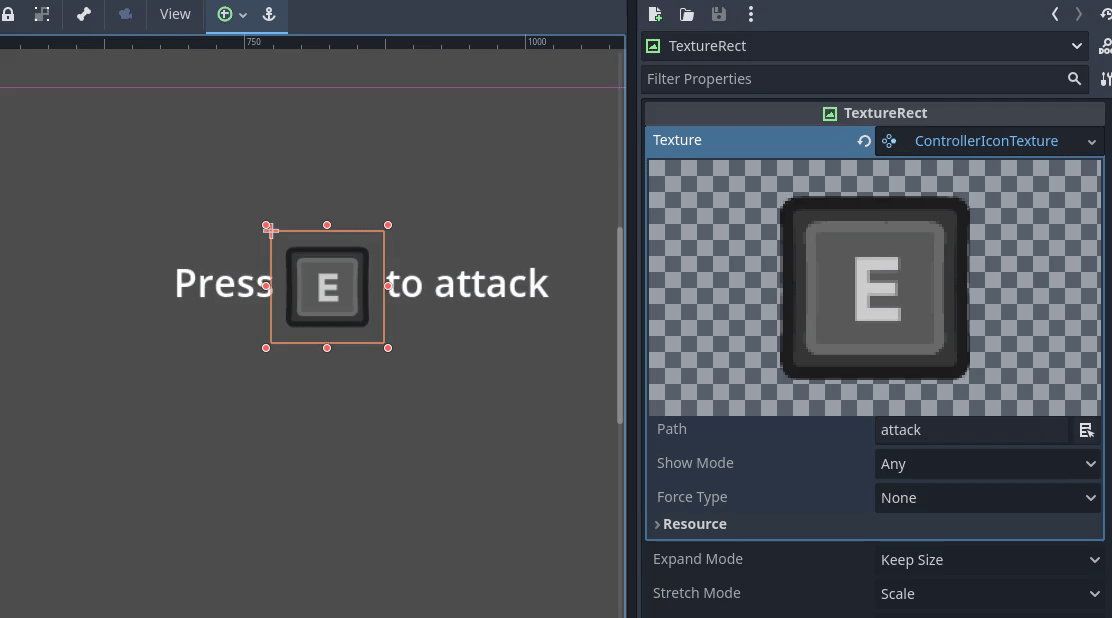 View
750
1000
Press E to attack
TextureRect
Filter Properties
TextureRect
Texture ControllerIconTexture
E
Path attack
Show Mode Any
Force Type None
Resource
Expand Mode Keep Size
Stretch Mode Scale